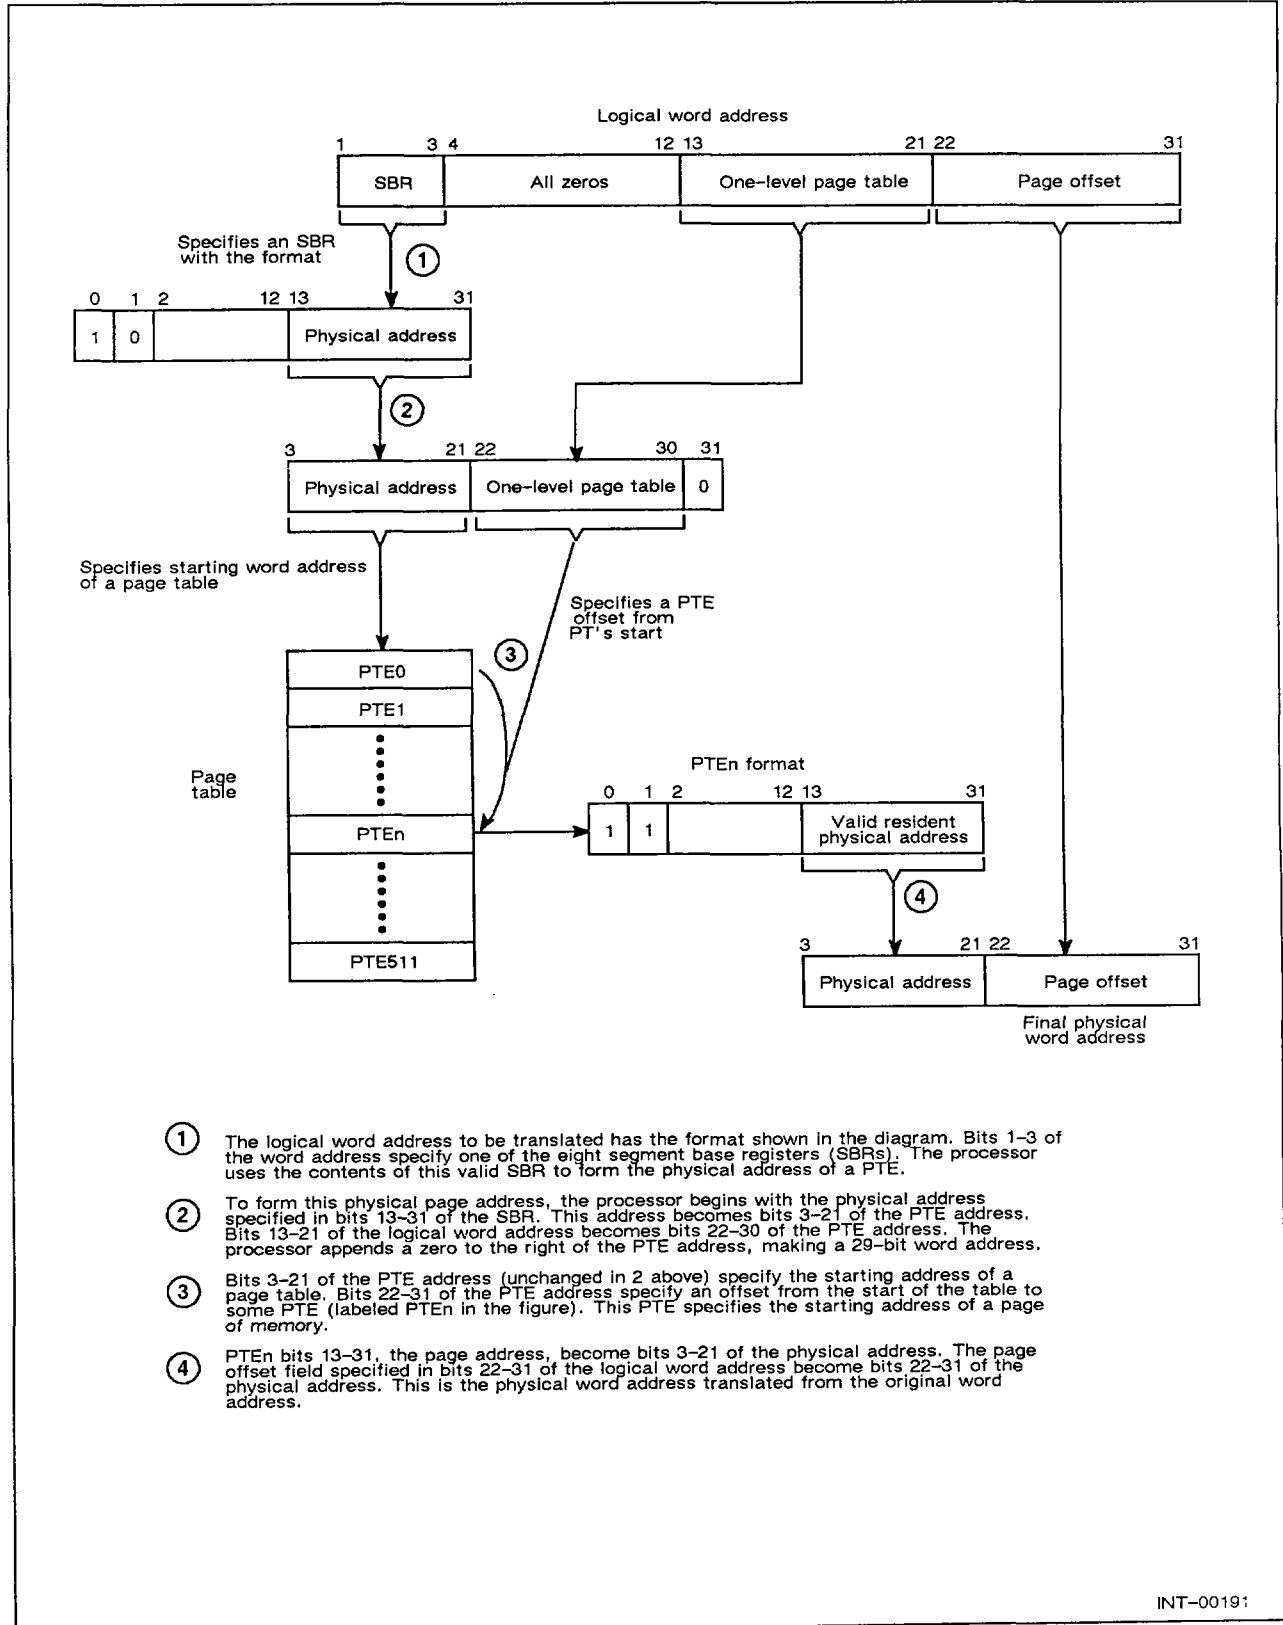 Logical word address
1 3 4 12 13 21 22 31
SBR All zeros One-level page table Page offset
Specifies an SBR
with the format
1
0 1 2 12 13 31
1 0 Physical address
2
3 21 22 30 31
Physical address One-level page table 0
Specifies starting word address
of a page table
Specifies a PTE
offset from
PT's start
3
PTE0
PTE1
Page
table
PTEn
PTE511
PTEn format
0 1 2 12 13 31
1 1 Valid resident
physical address
4
3 21 22 31
Physical address Page offset
Final physical
word address
1 The logical word address to be translated has the format shown in the diagram. Bits 1-3 of
the word address specify one of the eight segment base registers (SBRs). The processor
uses the contents of this valid SBR to form the physical address of a PTE.
2 To form this physical page address, the processor begins with the physical address
specified in bits 13-31 of the SBR. This address becomes bits 3-21 of the PTE address.
Bits 13-21 of the logical word address becomes bits 22-30 of the PTE address. The
processor appends a zero to the right of the PTE address, making a 29-bit word address.
3 Bits 3-21 of the PTE address (unchanged in 2 above) specify the starting address of a
page table. Bits 22-31 of the PTE address specify an offset from the start of the table to
some PTE (labeled PTEn in the figure). This PTE specifies the starting address of a page
of memory.
4 PTEn bits 13-31, the page address, become bits 3-21 of the physical address. The page
offset field specified in bits 22-31 of the logical word address become bits 22-31 of the
physical address. This is the physical word address translated from the original word
address.
INT-00191